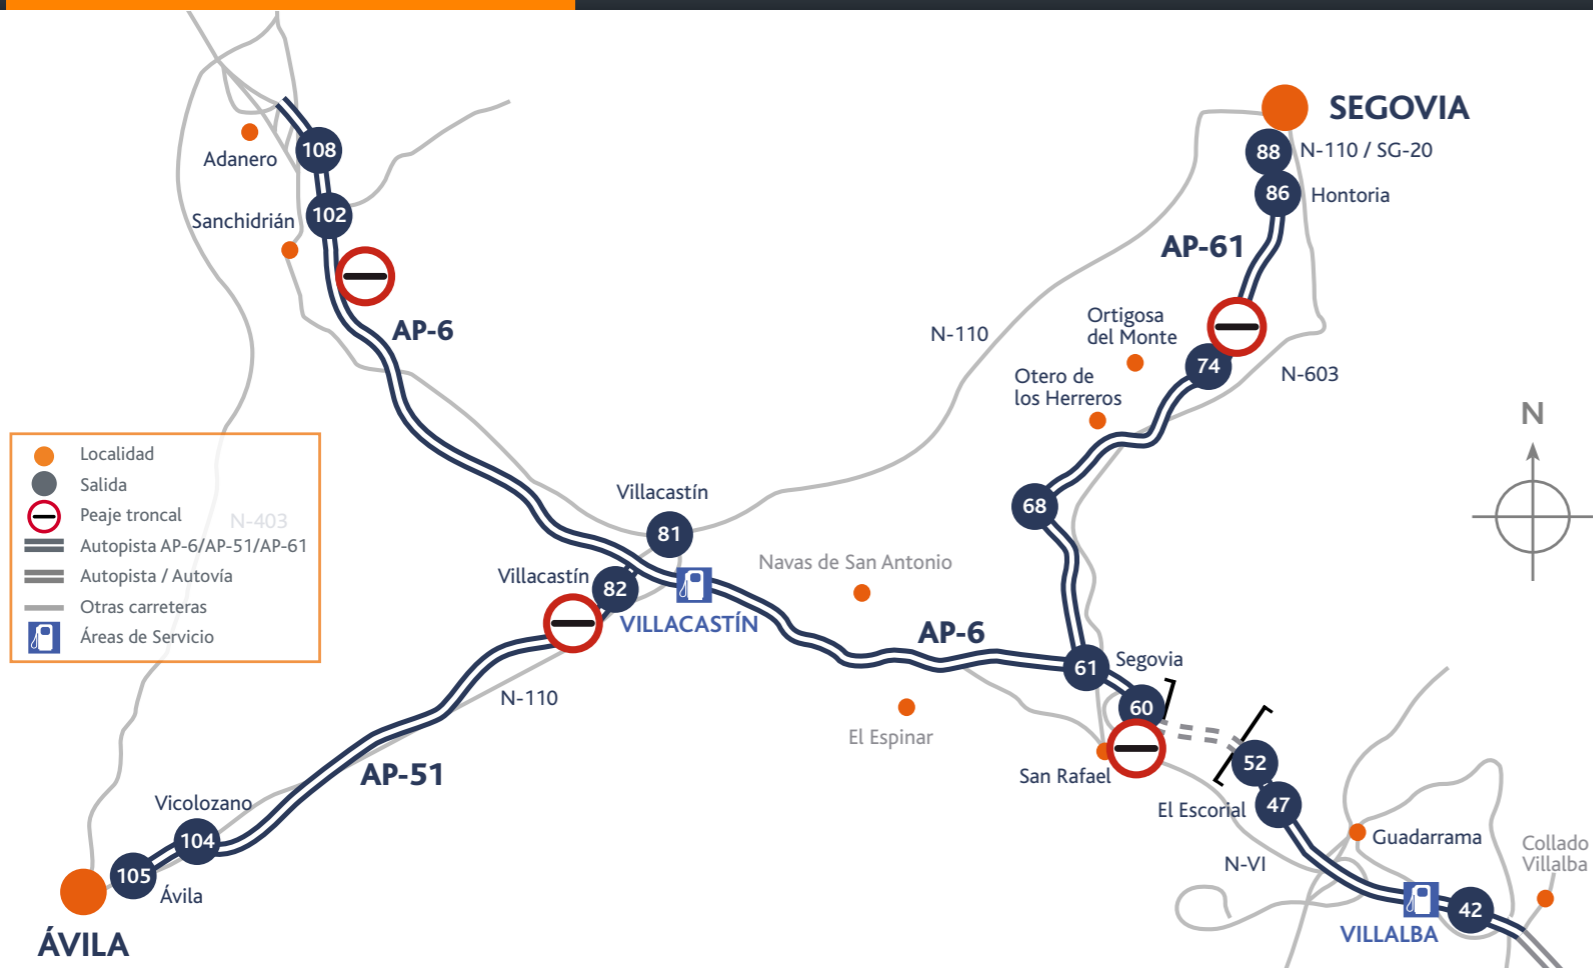 SEGOVIA
88
N-110 / SG-20
108
Adanero
86
Hontoria
102
Sanchidrián
AP-61
AP-6
Ortigosa
del Monte
N-110
74
N-603
Otero de
los Herreros
N
Localidad
Salida
Peaje troncal
N-403
Autopista AP-6/AP-51/AP-61
Autopista / Autovía
Otras carreteras
Áreas de Servicio
Villacastín
81
68
Navas de San Antonio
Villacastín
82
VILLACASTÍN
AP-6
61
Segovia
N-110
60
El Espinar
San Rafael
52
AP-51
47
El Escorial
Vicolozano
104
Guadarrama
Collado
Villalba
N-VI
105
Ávila
42
VILLALBA
ÁVILA